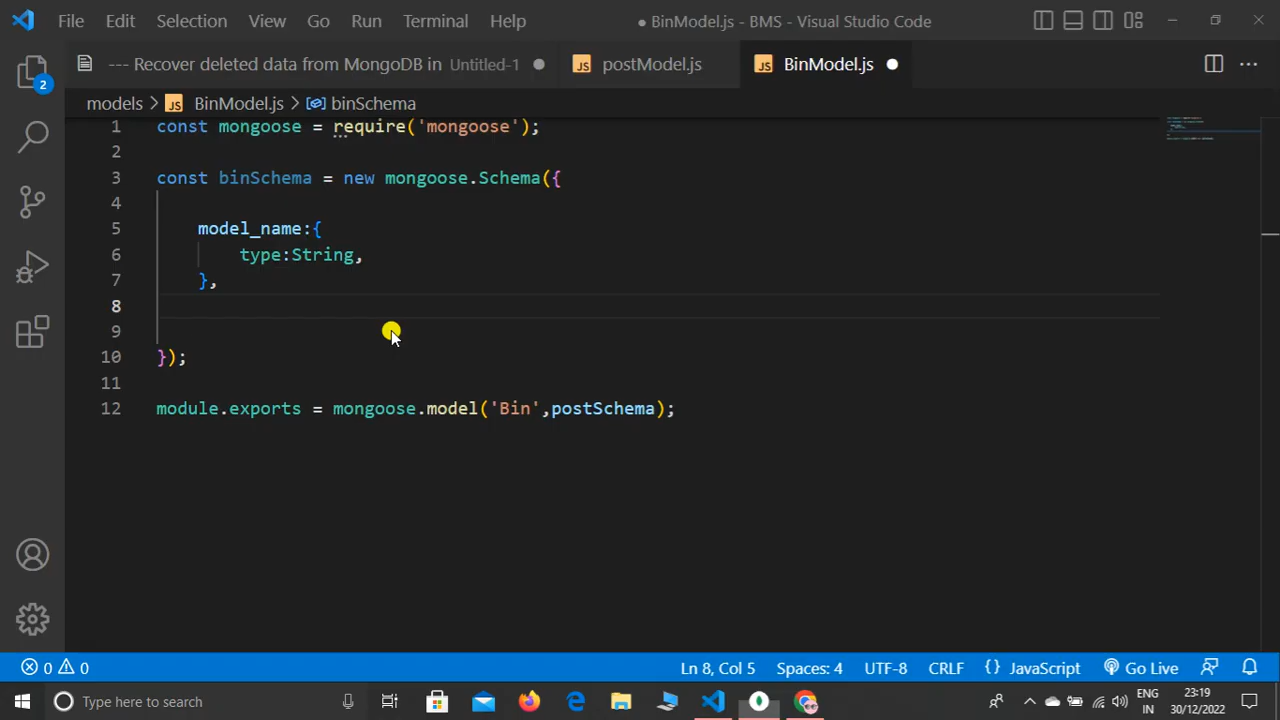 File Edit Selection View Go Run Terminal Help ● BinModel.js - BMS - Visual Studio Code
--- Recover deleted data from MongoDB in Untitled-1 ● JS postModel.js JS BinModel.js ●
2
models > JS BinModel.js > binSchema
1 const mongoose = require('mongoose');
2
3 const binSchema = new mongoose.Schema({
4
5 model_name:{
6 type:String,
7 },
8
9
10 });
11
12 module.exports = mongoose.model('Bin',postSchema);
0 0 Ln 8, Col 5 Spaces: 4 UTF-8 CRLF {} JavaScript Go Live
Type here to search ENG IN 23:19 30/12/2022